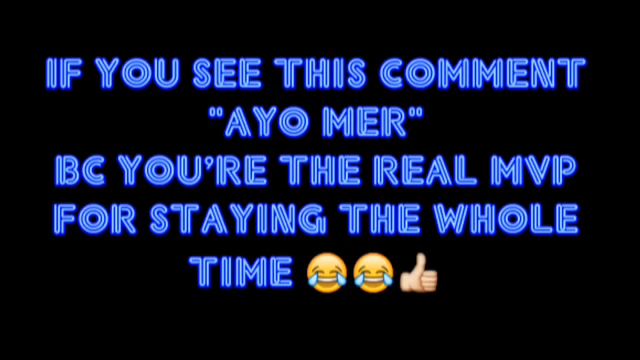 IF YOU SEE THIS COMMENT
"AYO MER"
BC YOU'RE THE REAL MVP
FOR STAYING THE WHOLE
TIME 😂😂👍🏼